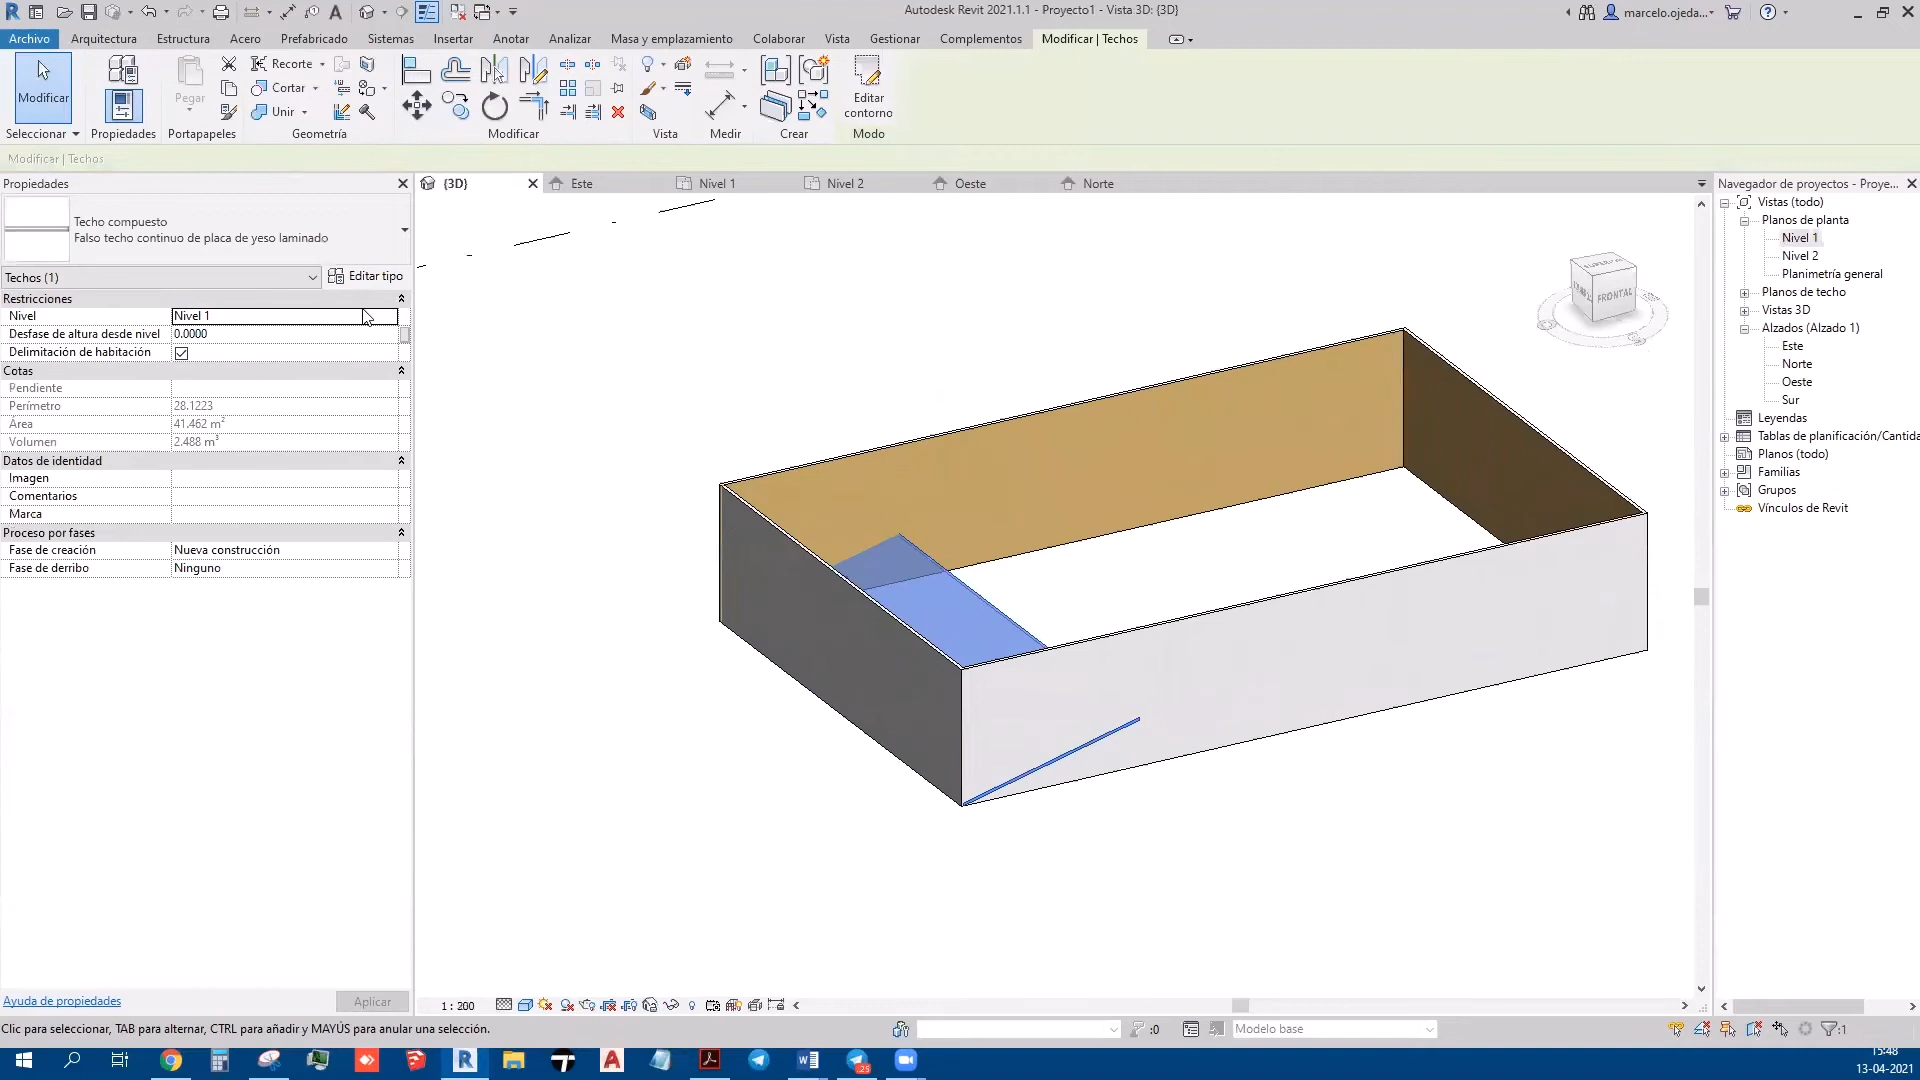 Autodesk Revit 2021.1.1 - Proyecto1 - Vista 3D: {3D}
marcelo.ojeda...
Archivo Arquitectura Estructura Acero Prefabricado Sistemas Insertar Anotar Analizar Masa y emplazamiento Colaborar Vista Gestionar Complementos Modificar | Techos
Modificar
Pegar
Recorte
Cortar
Unir
Editar
contorno
Seleccionar Propiedades Portapapeles Geometría Modificar Vista Medir Crear Modo
Modificar | Techos
Propiedades
Techo compuesto
Falso techo continuo de placa de yeso laminado
Techos (1)
Editar tipo
Restricciones
Nivel Nivel 1
Desfase de altura desde nivel 0.0000
Delimitación de habitación
Cotas
Pendiente
Perímetro 28.1223
Área 41.462 m²
Volumen 2.488 m³
Datos de identidad
Imagen
Comentarios
Marca
Proceso por fases
Fase de creación Nueva construcción
Fase de derribo Ninguno
Ayuda de propiedades
Aplicar
{3D} Este Nivel 1 Nivel 2 Oeste Norte
FRONTAL
1 : 200
Navegador de proyectos - Proye...
Vistas (todo)
Planos de planta
Nivel 1
Nivel 2
Planimetría general
Planos de techo
Vistas 3D
Alzados (Alzado 1)
Este
Norte
Oeste
Sur
Leyendas
Tablas de planificación/Cantida
Planos (todo)
Familias
Grupos
Vínculos de Revit
Clic para seleccionar, TAB para alternar, CTRL para añadir y MAYÚS para anular una selección.
:0
Modelo base
:1
15:48
13-04-2021